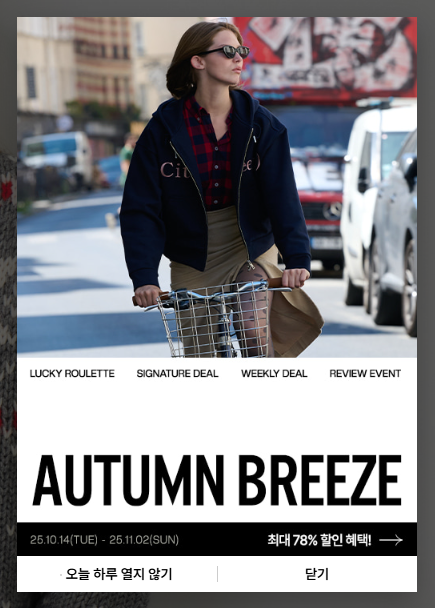 LUCKY ROULETTE SIGNATURE DEAL WEEKLY DEAL REVIEW EVENT
AUTUMN BREEZE
25.10.14(TUE) - 25.11.02(SUN) 최대 78% 할인 혜택!
오늘 하루 열지 않기 닫기